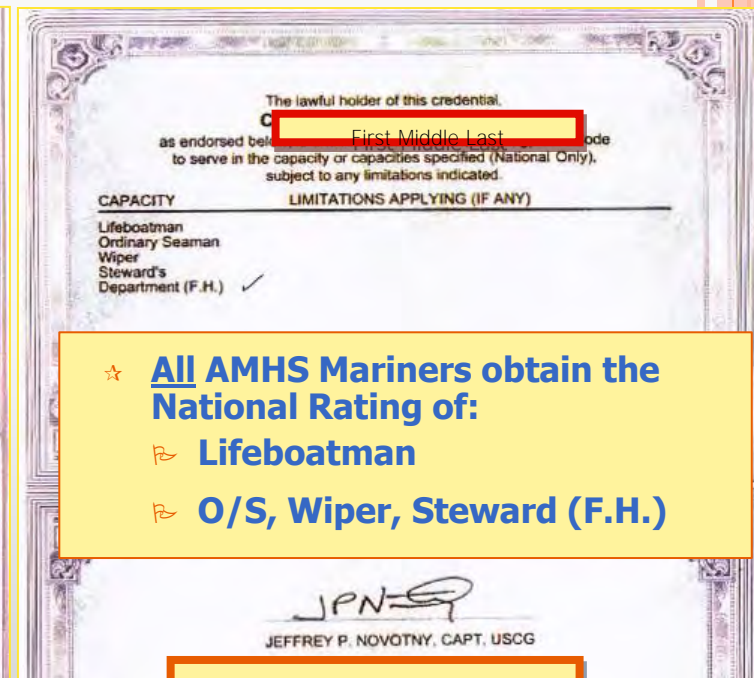 The lawful holder of this credential,
C
as endorsed bel First Middle Last ode
to serve in the capacity or capacities specified (National Only),
subject to any limitations indicated.
CAPACITY LIMITATIONS APPLYING (IF ANY)
Lifeboatman
Ordinary Seaman
Wiper
Steward's
Department (F.H.) ✓
All AMHS Mariners obtain the
National Rating of:
Lifeboatman
O/S, Wiper, Steward (F.H.)
JPN
JEFFREY P. NOVOTNY, CAPT, USCG